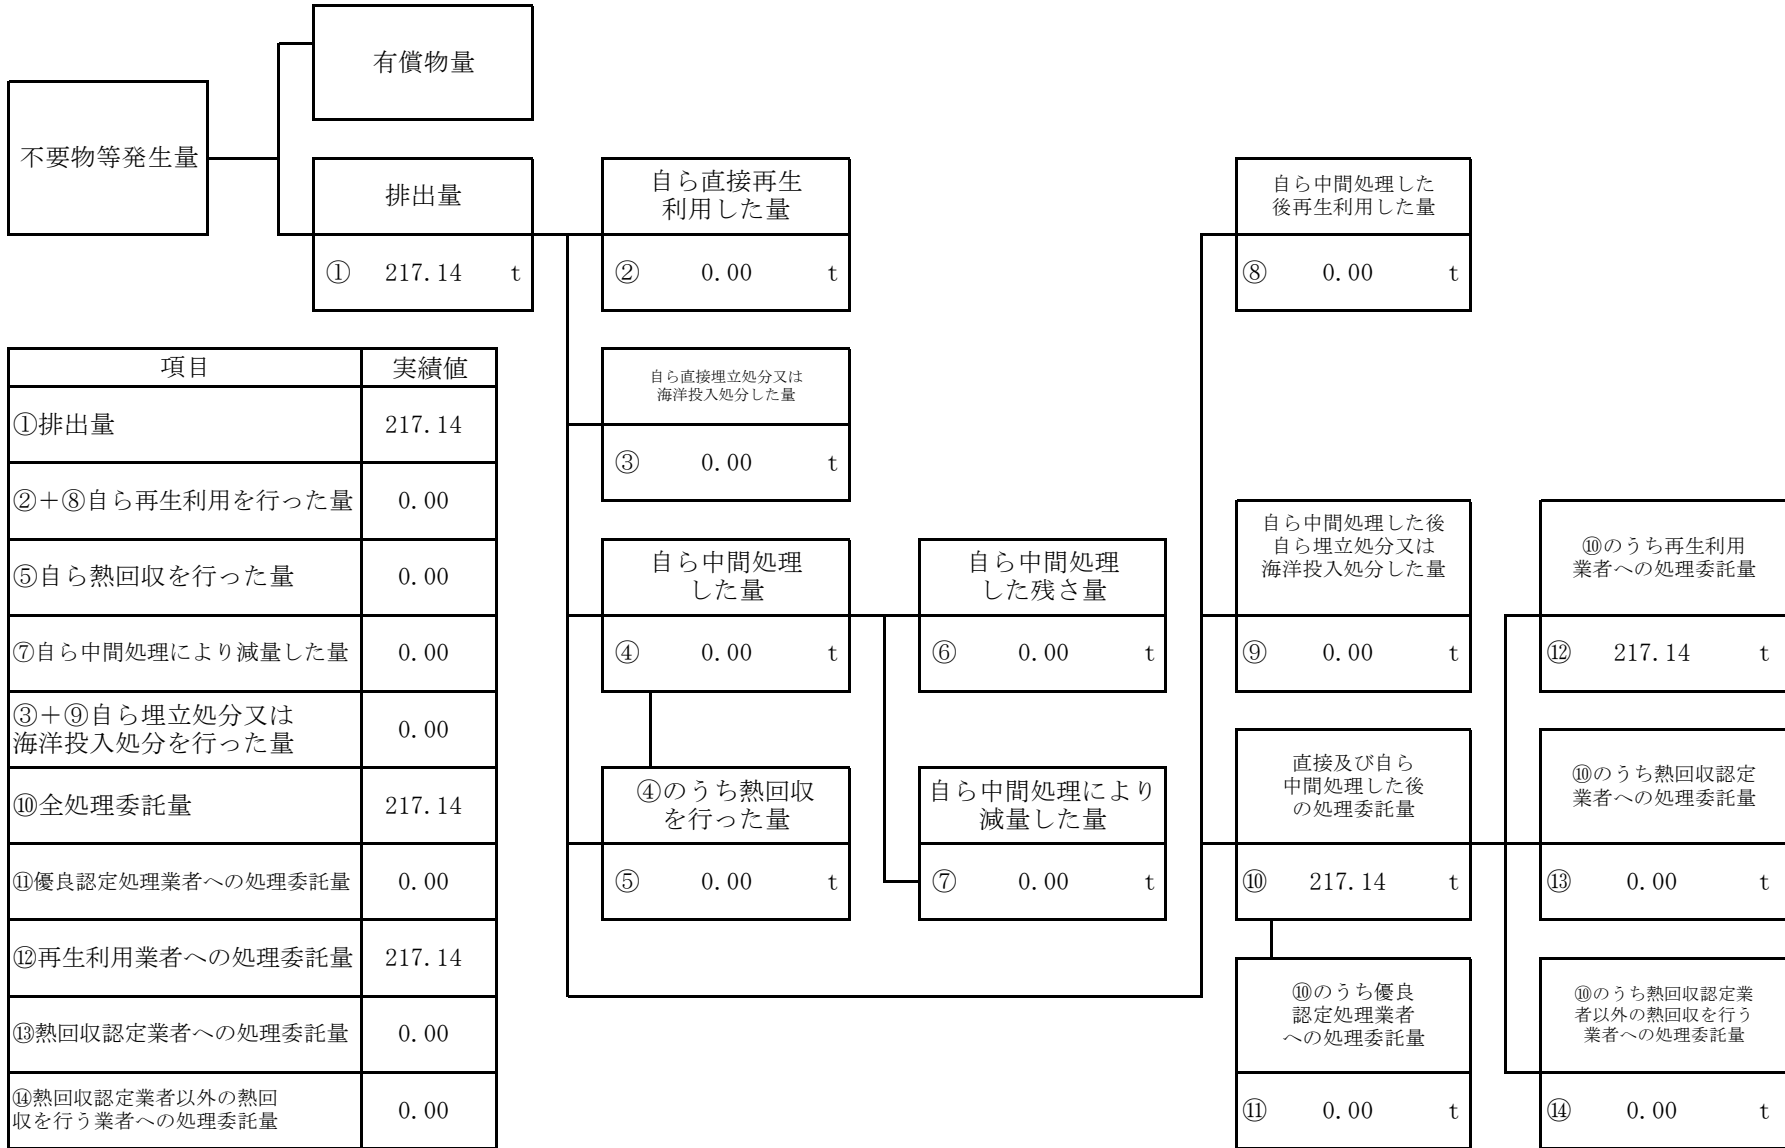 有償物量
不要物等発生量
排出量
① 217.14 t
自ら直接再生
利用した量
② 0.00 t
自ら中間処理した
後再生利用した量
⑧ 0.00 t
項目 実績値
①排出量 217.14
②+⑧自ら再生利用を行った量 0.00
⑤自ら熱回収を行った量 0.00
⑦自ら中間処理により減量した量 0.00
③+⑨自ら埋立処分又は
海洋投入処分を行った量 0.00
⑩全処理委託量 217.14
⑪優良認定処理業者への処理委託量 0.00
⑫再生利用業者への処理委託量 217.14
⑬熱回収認定業者への処理委託量 0.00
⑭熱回収認定業者以外の熱回
収を行う業者への処理委託量 0.00
自ら直接埋立処分又は
海洋投入処分した量
③ 0.00 t
自ら中間処理
した量
④ 0.00 t
自ら中間処理
した残さ量
⑥ 0.00 t
自ら中間処理した後
自ら埋立処分又は
海洋投入処分した量
⑨ 0.00 t
⑩のうち再生利用
業者への処理委託量
⑫ 217.14 t
④のうち熱回収
を行った量
⑤ 0.00 t
自ら中間処理により
減量した量
⑦ 0.00 t
直接及び自ら
中間処理した後
の処理委託量
⑩ 217.14 t
⑩のうち熱回収認定
業者への処理委託量
⑬ 0.00 t
⑩のうち優良
認定処理業者
への処理委託量
⑪ 0.00 t
⑩のうち熱回収認定業
者以外の熱回収を行う
業者への処理委託量
⑭ 0.00 t